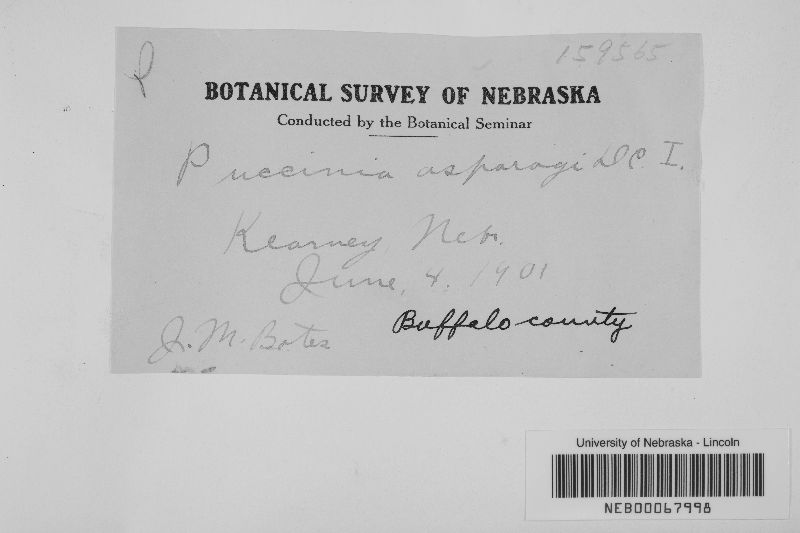 159565
BOTANICAL SURVEY OF NEBRASKA
Conducted by the Botanical Seminar
Puccinia asparagi DC. I.
Kearney, Neb.
June, 4. 1901
Buffalo county
J. M. Bates
University of Nebraska - Lincoln
NEB00067998